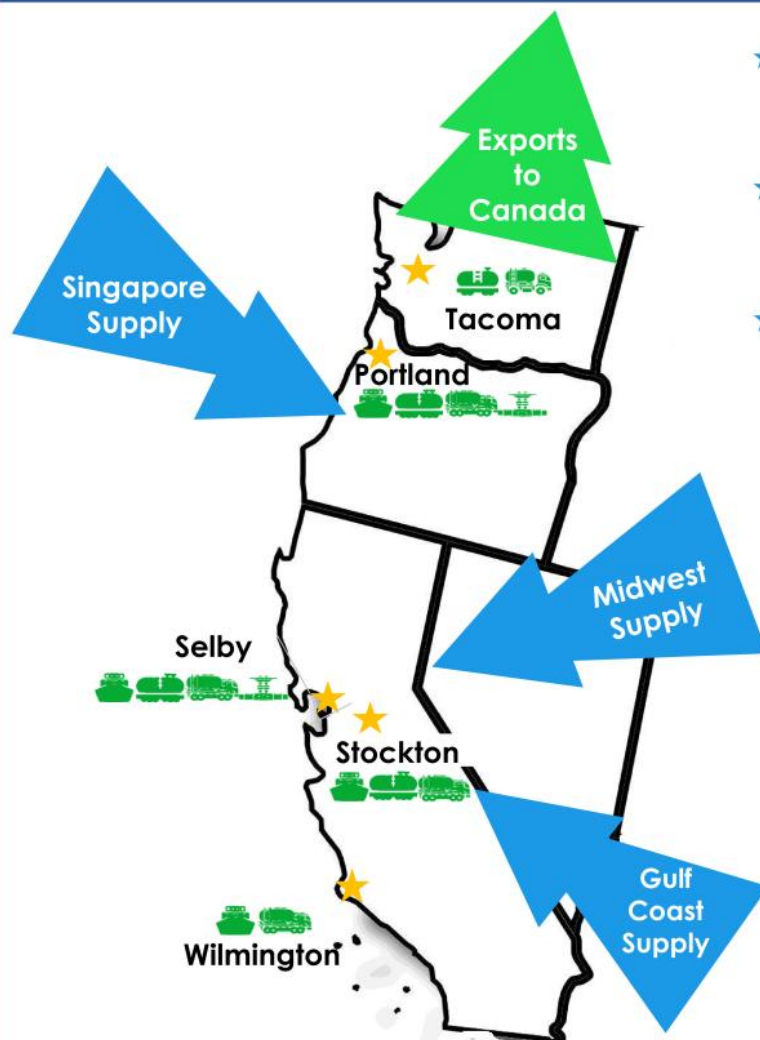 Exports
to
Canada
Singapore
Supply
Tacoma
Portland
Midwest
Supply
Selby
Stockton
Gulf
Coast
Supply
Wilmington